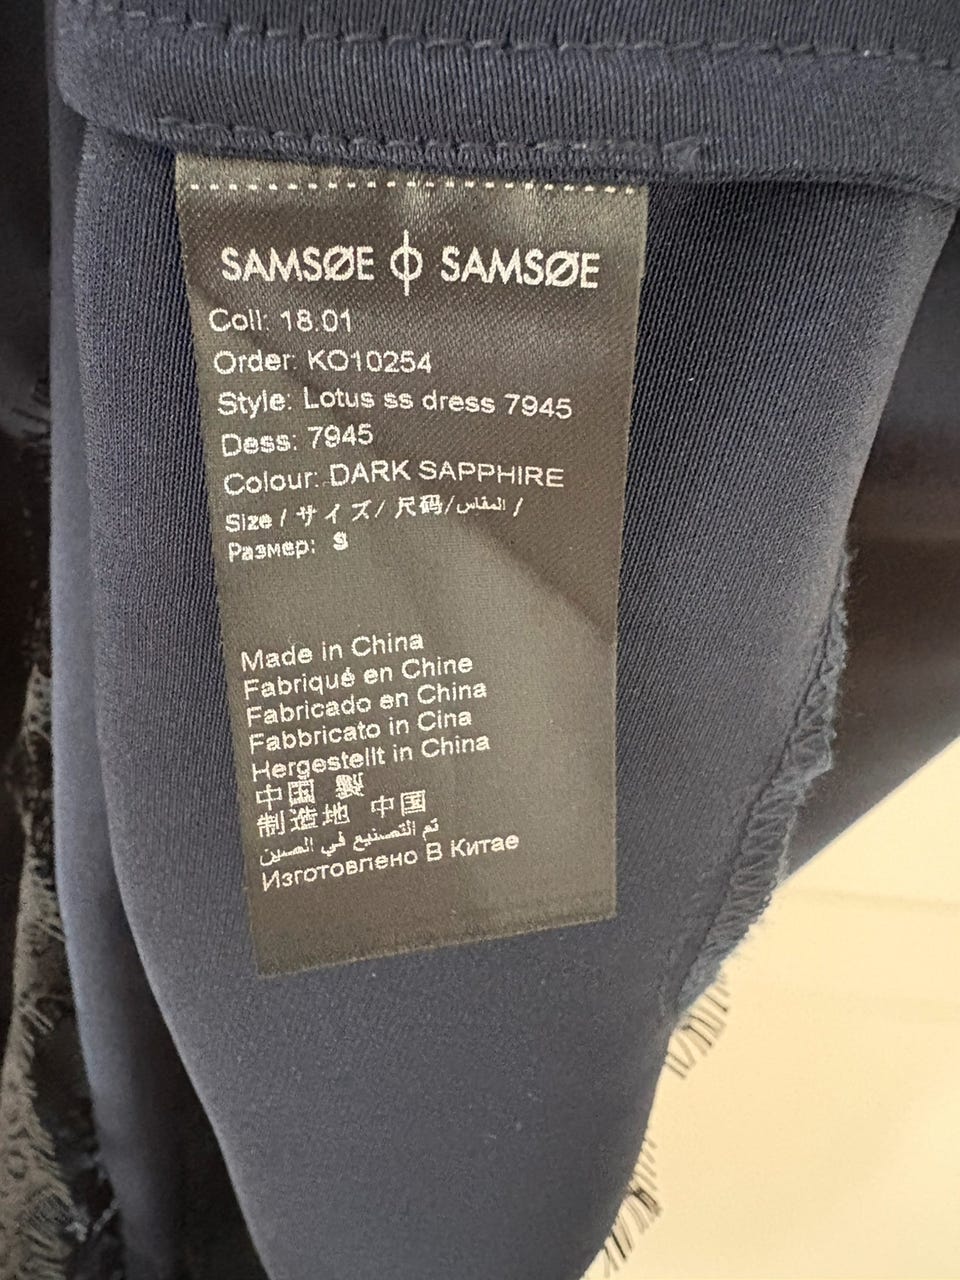 SAMSØE ϕ SAMSØE
Coll: 18.01
Order: KO10254
Style: Lotus ss dress 7945
Dess: 7945
Colour: DARK SAPPHIRE
Size / サイズ/ 尺码/المقاس /
Размер: S
Made in China
Fabriqué en Chine
Fabricado en China
Fabbricato in Cina
Hergestellt in China
中国 製
制造地 中国
تم التصنيع في الصين
Изготовлено В Китае